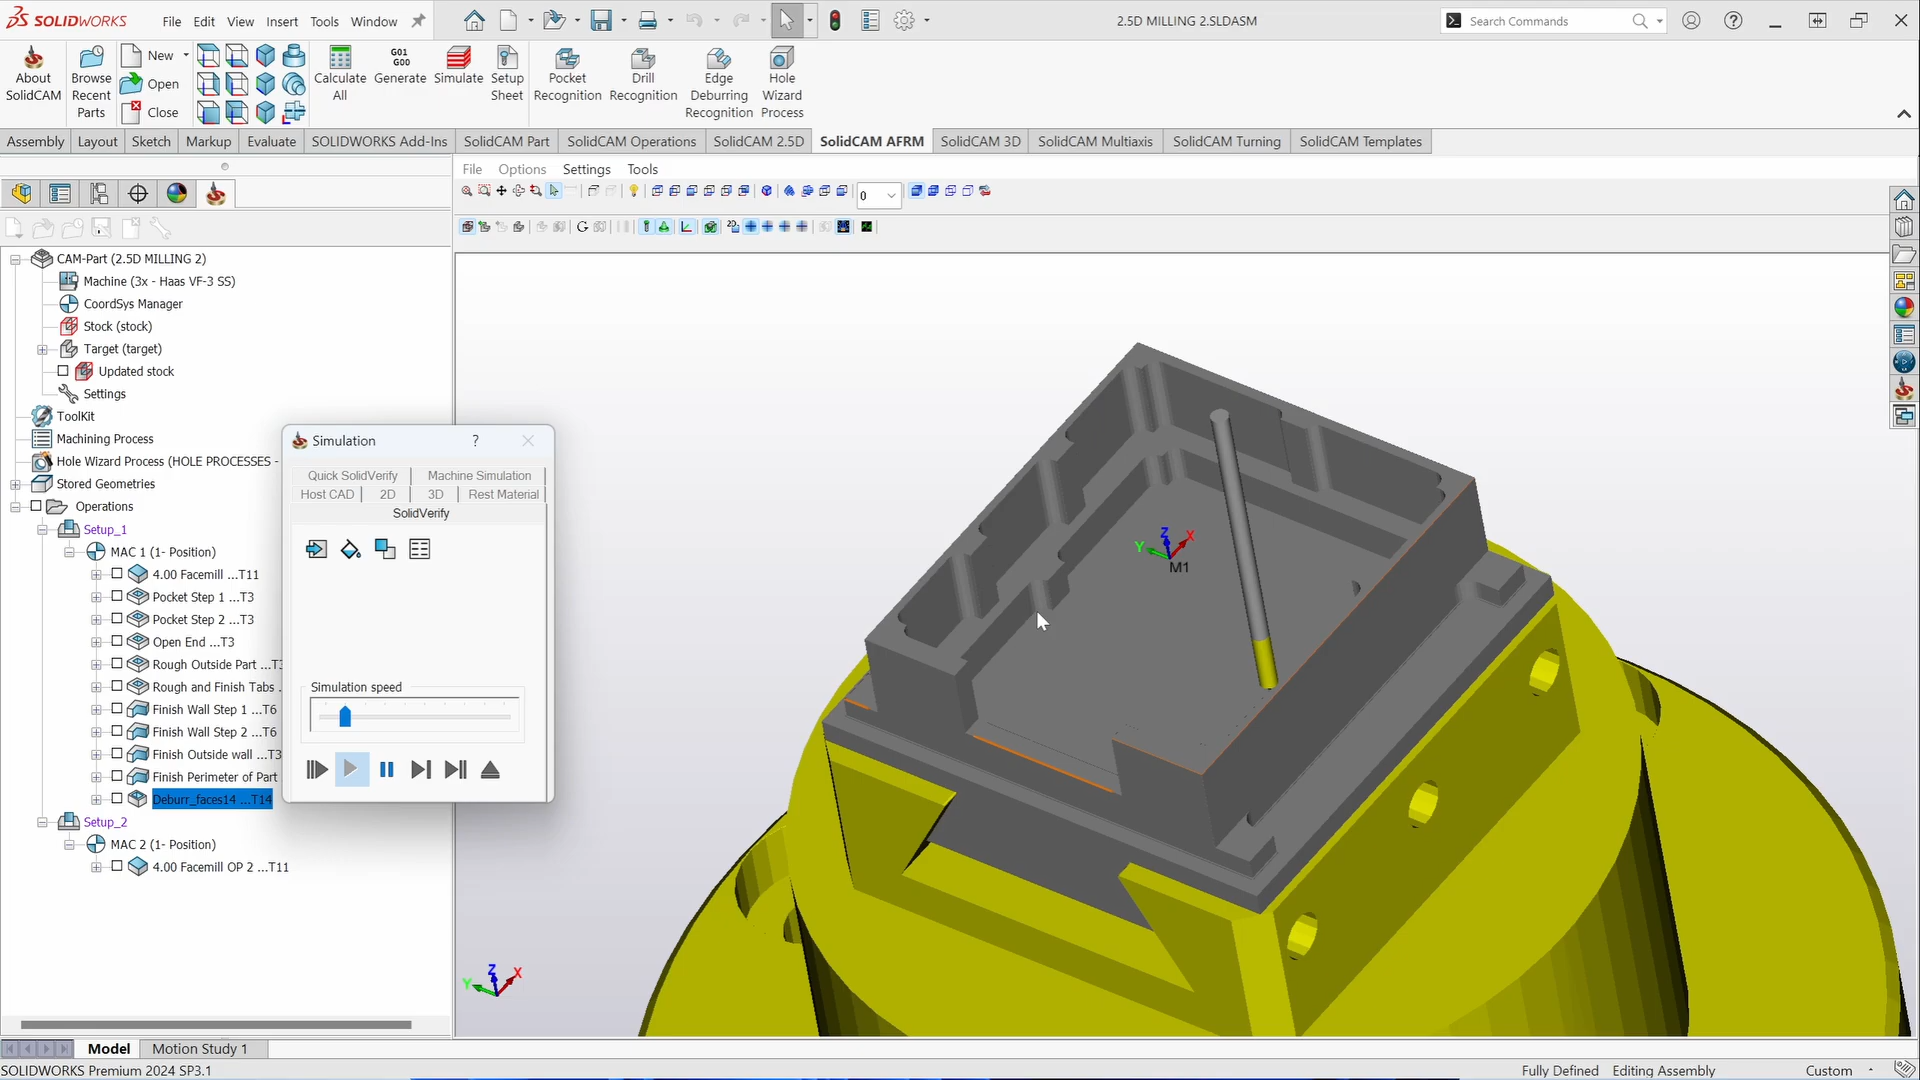 SOLIDWORKS
File Edit View Insert Tools Window
2.5D MILLING 2.SLDASM
Search Commands
About SolidCAM
Browse Recent Parts
New
Open
Close
Calculate All
G01 G00
Generate
Simulate
Setup Sheet
Pocket Recognition
Drill Recognition
Edge Deburring Recognition
Hole Wizard Process
Assembly Layout Sketch Markup Evaluate SOLIDWORKS Add-Ins SolidCAM Part SolidCAM Operations SolidCAM 2.5D SolidCAM AFRM SolidCAM 3D SolidCAM Multiaxis SolidCAM Turning SolidCAM Templates
File Options Settings Tools
0
CAM-Part (2.5D MILLING 2)
Machine (3x - Haas VF-3 SS)
CoordSys Manager
Stock (stock)
Target (target)
Updated stock
Settings
ToolKit
Machining Process
Hole Wizard Process (HOLE PROCESSES -
Stored Geometries
Operations
Setup_1
MAC 1 (1- Position)
4.00 Facemill ...T11
Pocket Step 1 ...T3
Pocket Step 2 ...T3
Open End ...T3
Rough Outside Part ...T3
Rough and Finish Tabs .
Finish Wall Step 1 ...T6
Finish Wall Step 2 ...T6
Finish Outside wall ...T3
Finish Perimeter of Part
Deburr_faces14 ...T14
Setup_2
MAC 2 (1- Position)
4.00 Facemill OP 2 ...T11
Simulation ?
Quick SolidVerify Machine Simulation
Host CAD 2D 3D Rest Material
SolidVerify
Simulation speed
Z
X
Y
M1
Z
X
Y
Model Motion Study 1
SOLIDWORKS Premium 2024 SP3.1
Fully Defined Editing Assembly Custom